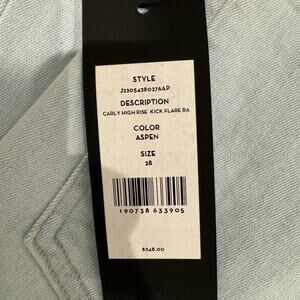 STYLE
J22054280276AP
DESCRIPTION
CARLY HIGH RISE KICK FLARE RA
COLOR
ASPEN
SIZE
28
190738 633905
$248.00